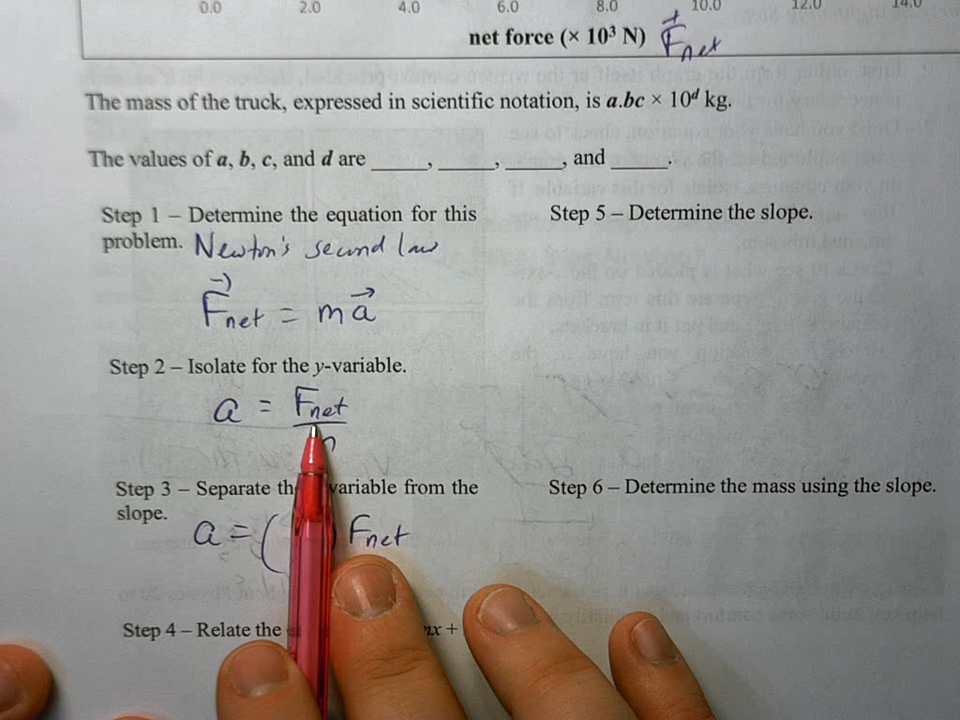 0.0 2.0 4.0 6.0 8.0 10.0 12.0 14.0
net force (× 10³ N) F⃗net
The mass of the truck, expressed in scientific notation, is a.bc × 10ᵈ kg.
The values of a, b, c, and d are _____, _____, _____, and _____.
Step 1 – Determine the equation for this
problem. Newton's second law
F⃗net = ma⃗
Step 2 – Isolate for the y-variable.
a = Fnet
Step 3 – Separate variable from the
slope.
a = ( ) Fnet
Step 4 – Relate the
Step 5 – Determine the slope.
Step 6 – Determine the mass using the slope.